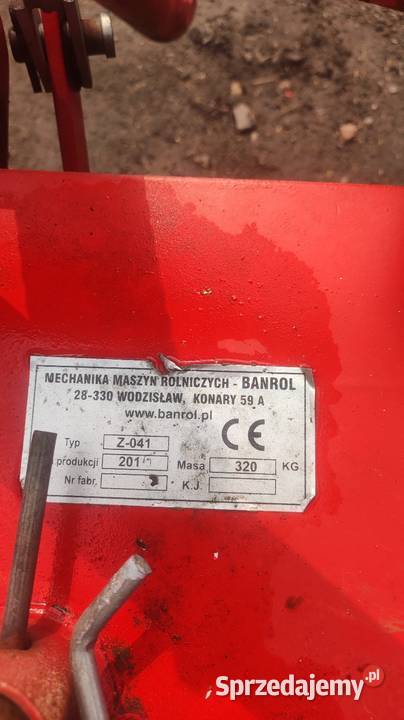 MECHANIKA MASZYN ROLNICZYCH - BANROL
28-330 WODZISŁAW, KONARY 59 A
www.banrol.pl
Typ Z-041 CE
produkcji Masa 320 KG
Nr fabr. K.J.
Sprzedajemy.pl